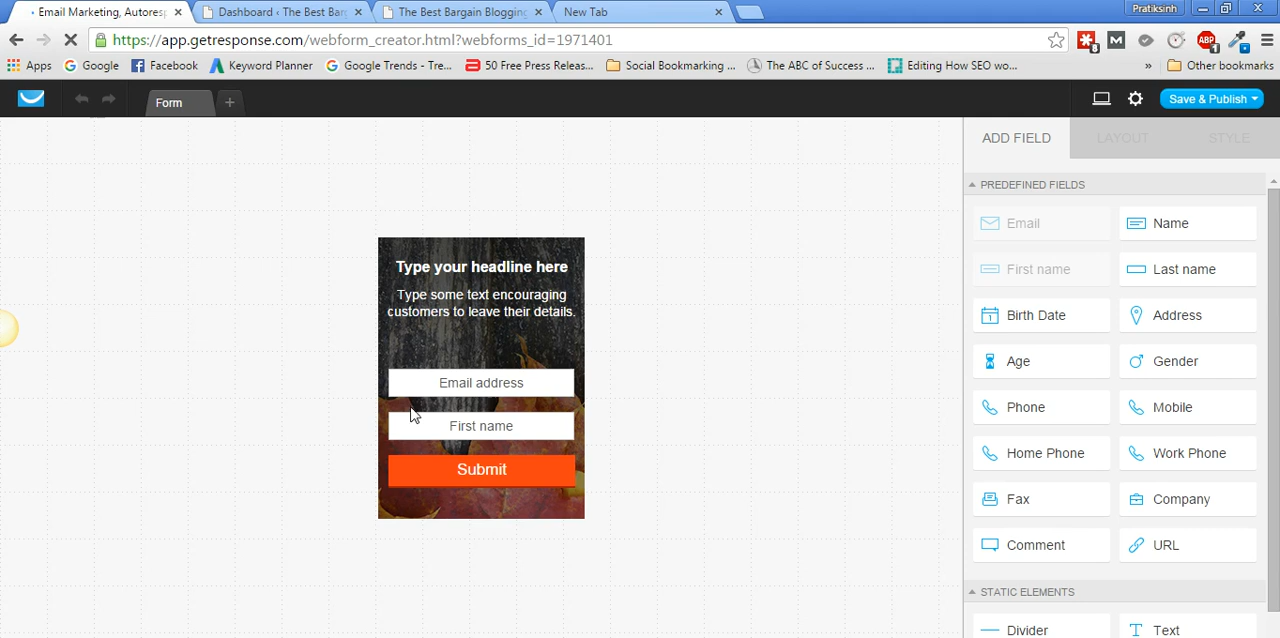 Email Marketing, Autoresp
Dashboard ‹ The Best Barg
The Best Bargain Blogging
New Tab
Pratiksinh
https://app.getresponse.com/webform_creator.html?webforms_id=1971401
8
M
ABP
1
Apps
Google
Facebook
Keyword Planner
Google Trends - Tre...
50 Free Press Releas...
Social Bookmarking ...
The ABC of Success ...
Editing How SEO wo...
»
Other bookmarks
Form
+
Save & Publish
ADD FIELD
LAYOUT
STYLE
PREDEFINED FIELDS
Email
Name
First name
Last name
Birth Date
Address
Age
Gender
Phone
Mobile
Home Phone
Work Phone
Fax
Company
Comment
URL
STATIC ELEMENTS
Divider
Text
Type your headline here
Type some text encouraging
customers to leave their details.
Email address
First name
Submit